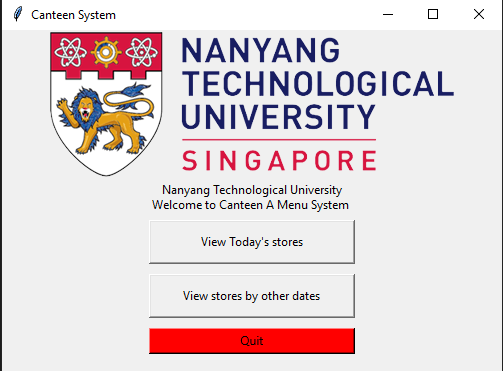 Canteen System
NANYANG
TECHNOLOGICAL
UNIVERSITY
SINGAPORE
Nanyang Technological University
Welcome to Canteen A Menu System
View Today's stores
View stores by other dates
Quit